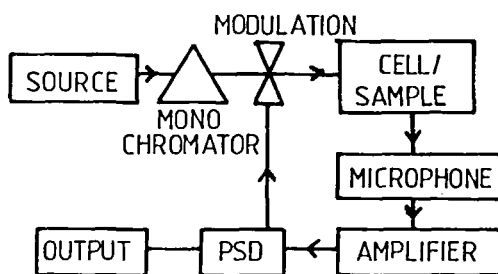 MODULATION
SOURCE
MONO
CHROMATOR
CELL/
SAMPLE
MICROPHONE
OUTPUT
PSD
AMPLIFIER